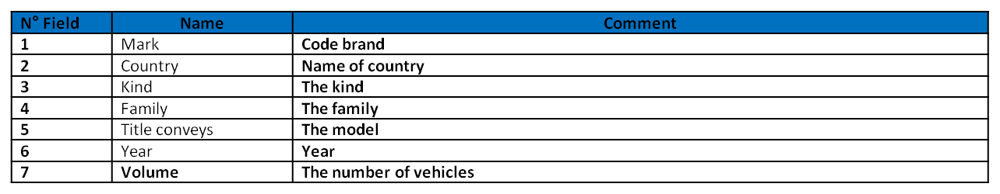 N° Field Name Comment
1 Mark Code brand
2 Country Name of country
3 Kind The kind
4 Family The family
5 Title conveys The model
6 Year Year
7 Volume The number of vehicles